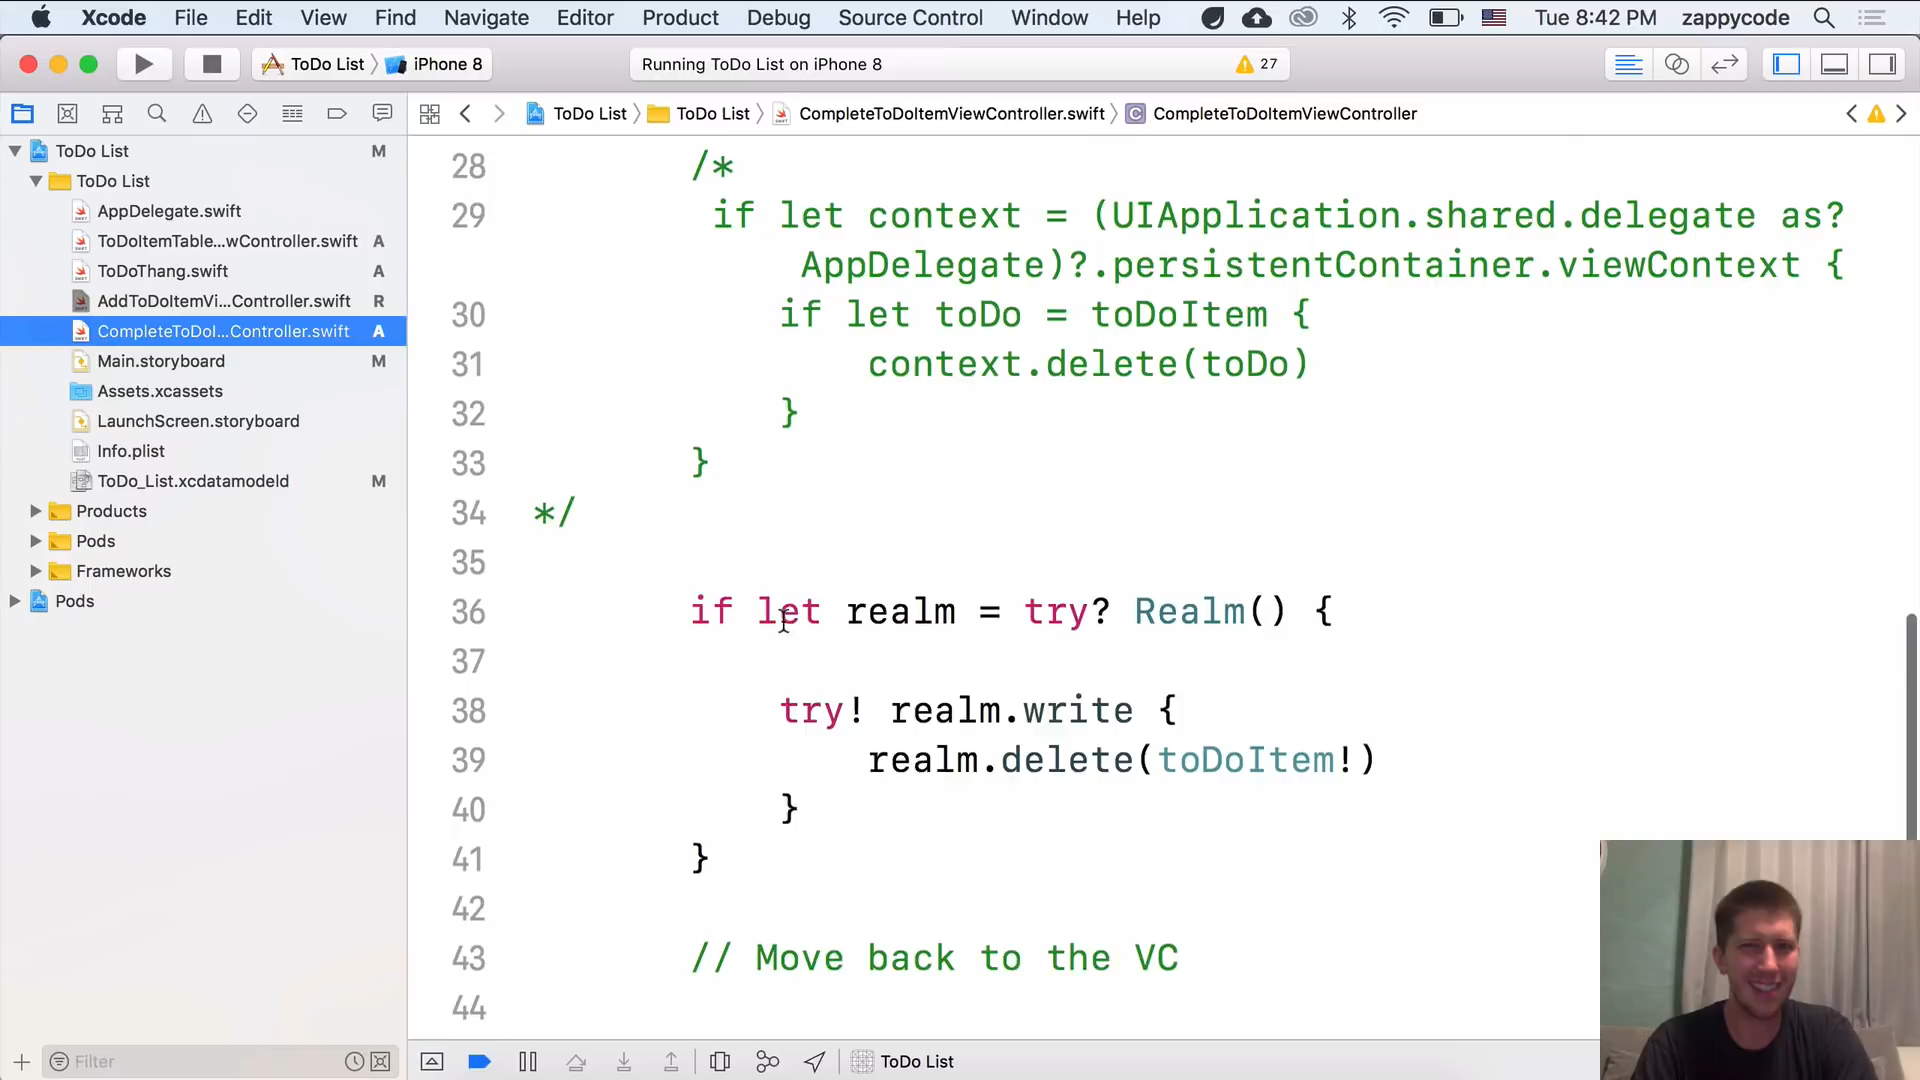 Xcode File Edit View Find Navigate Editor Product Debug Source Control Window Help Tue 8:42 PM zappycode
ToDo List iPhone 8 Running ToDo List on iPhone 8 27
ToDo List ToDo List CompleteToDoItemViewController.swift C CompleteToDoItemViewController
ToDo List M
ToDo List
AppDelegate.swift
ToDoItemTable...wController.swift A
ToDoThang.swift A
AddToDoItemVi...Controller.swift R
CompleteToDoI...Controller.swift A
Main.storyboard M
Assets.xcassets
LaunchScreen.storyboard
Info.plist
ToDo_List.xcdatamodeld M
Products
Pods
Frameworks
Pods
Filter
28 /*
29 if let context = (UIApplication.shared.delegate as?
AppDelegate)?.persistentContainer.viewContext {
30 if let toDo = toDoItem {
31 context.delete(toDo)
32 }
33 }
34 */
35
36 if let realm = try? Realm() {
37
38 try! realm.write {
39 realm.delete(toDoItem!)
40 }
41 }
42
43 // Move back to the VC
44
ToDo List